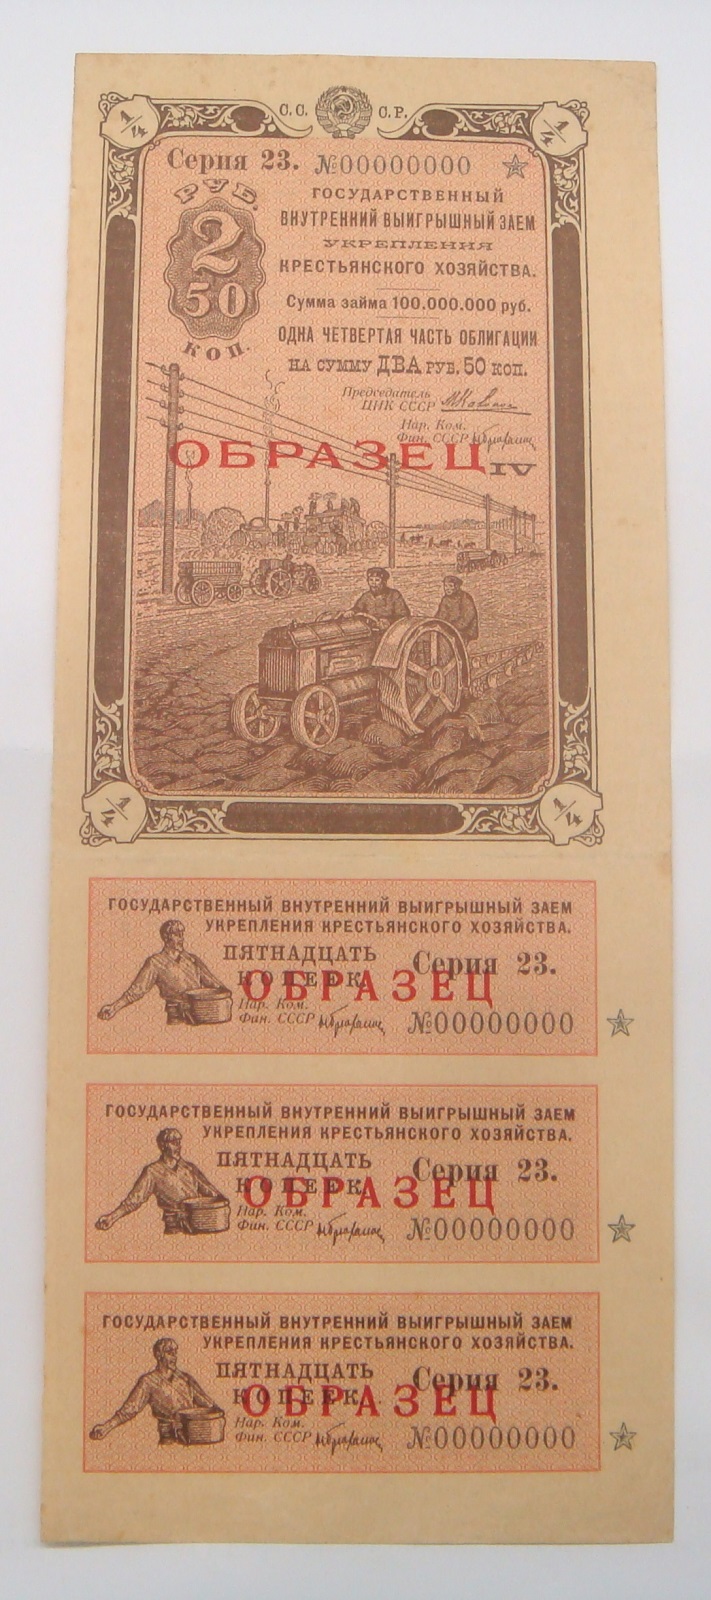 С.С. С.Р.
1/4 1/4
Серия 23. №00000000
РУБ.
2
50
КОП.
ГОСУДАРСТВЕННЫЙ
ВНУТРЕННИЙ ВЫИГРЫШНЫЙ ЗАЕМ
УКРЕПЛЕНИЯ
КРЕСТЬЯНСКОГО ХОЗЯЙСТВА.
Сумма займа 100.000.000 руб.
ОДНА ЧЕТВЕРТАЯ ЧАСТЬ ОБЛИГАЦИИ
НА СУММУ ДВА РУБ. 50 КОП.
Председатель
ЦИК СССР
Нар. Ком.
Фин. СССР
ОБРАЗЕЦ IV
1/4 1/4
ГОСУДАРСТВЕННЫЙ ВНУТРЕННИЙ ВЫИГРЫШНЫЙ ЗАЕМ
УКРЕПЛЕНИЯ КРЕСТЬЯНСКОГО ХОЗЯЙСТВА.
ПЯТНАДЦАТЬ Серия 23.
КОПЕЕК
ОБРАЗЕЦ
Нар. Ком.
Фин. СССР №00000000
ГОСУДАРСТВЕННЫЙ ВНУТРЕННИЙ ВЫИГРЫШНЫЙ ЗАЕМ
УКРЕПЛЕНИЯ КРЕСТЬЯНСКОГО ХОЗЯЙСТВА.
ПЯТНАДЦАТЬ Серия 23.
КОПЕЕК
ОБРАЗЕЦ
Нар. Ком.
Фин. СССР №00000000
ГОСУДАРСТВЕННЫЙ ВНУТРЕННИЙ ВЫИГРЫШНЫЙ ЗАЕМ
УКРЕПЛЕНИЯ КРЕСТЬЯНСКОГО ХОЗЯЙСТВА.
ПЯТНАДЦАТЬ Серия 23.
КОПЕЕК
ОБРАЗЕЦ
Нар. Ком.
Фин. СССР №00000000